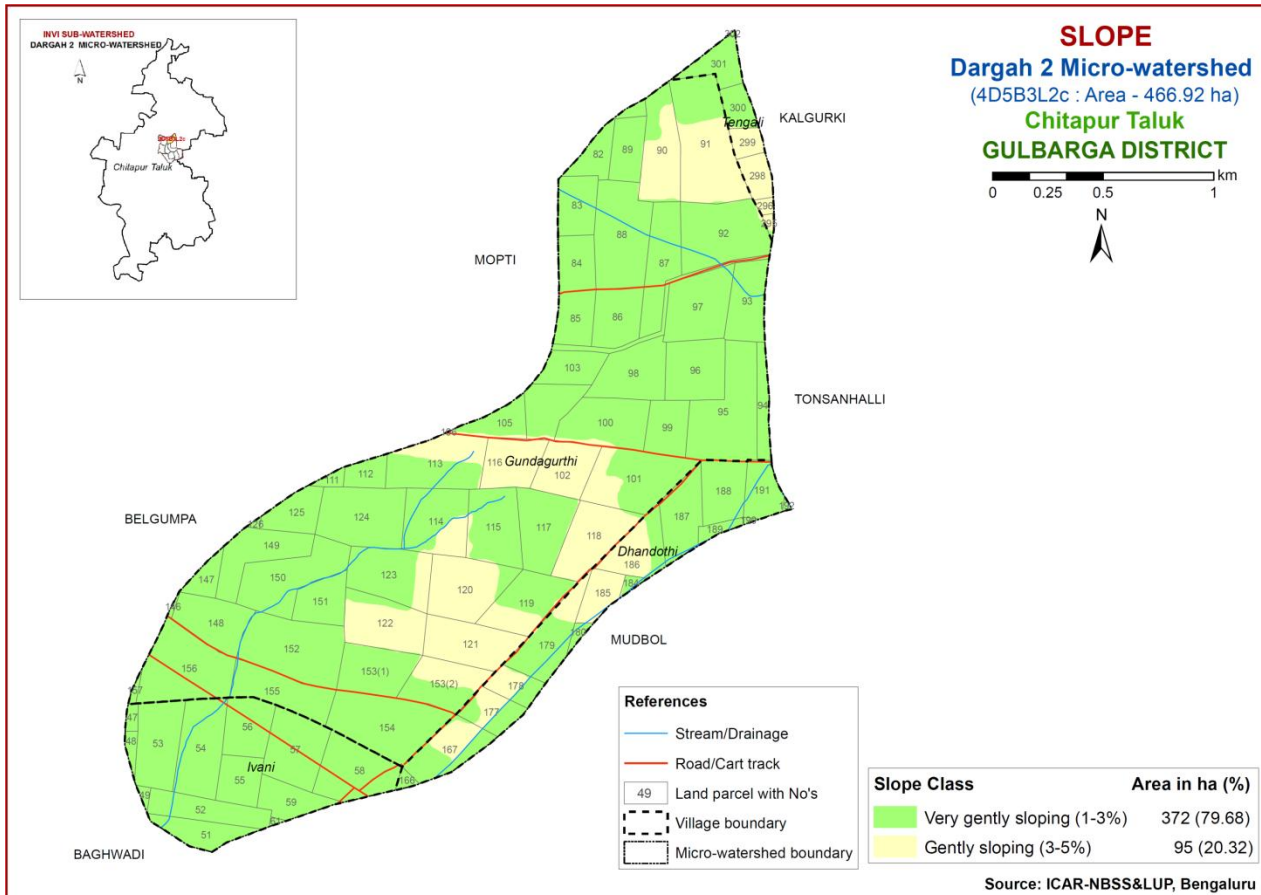 INVI SUB-WATERSHED
DARGAH 2 MICRO-WATERSHED
N
Chitapur Taluk
SLOPE
Dargah 2 Micro-watershed
(4D5B3L2c : Area - 466.92 ha)
Chitapur Taluk
GULBARGA DISTRICT
0 0.25 0.5 1 km
N
KALGURKI
MOPTI
TONSANHALLI
BELGUMPA
MUDBOL
BAGHWADI
Tengali
Gundagurthi
Dhandothi
Ivani
301
300
299
298
91
90
89
82
83
88
92
84
87
93
97
85
86
103
98
96
95
94
105
100
99
113
116
102
101
112
111
188
191
125
124
114
115
117
187
189
118
149
186
147
150
123
120
184
185
151
119
148
122
180
152
121
179
153(1)
153(2)
178
156
155
177
157
154
167
47
48
53
54
56
57
55
58
166
49
52
59
51
References
Stream/Drainage
Road/Cart track
49 Land parcel with No's
Village boundary
Micro-watershed boundary
Slope Class Area in ha (%)
Very gently sloping (1-3%) 372 (79.68)
Gently sloping (3-5%) 95 (20.32)
Source: ICAR-NBSS&LUP, Bengaluru